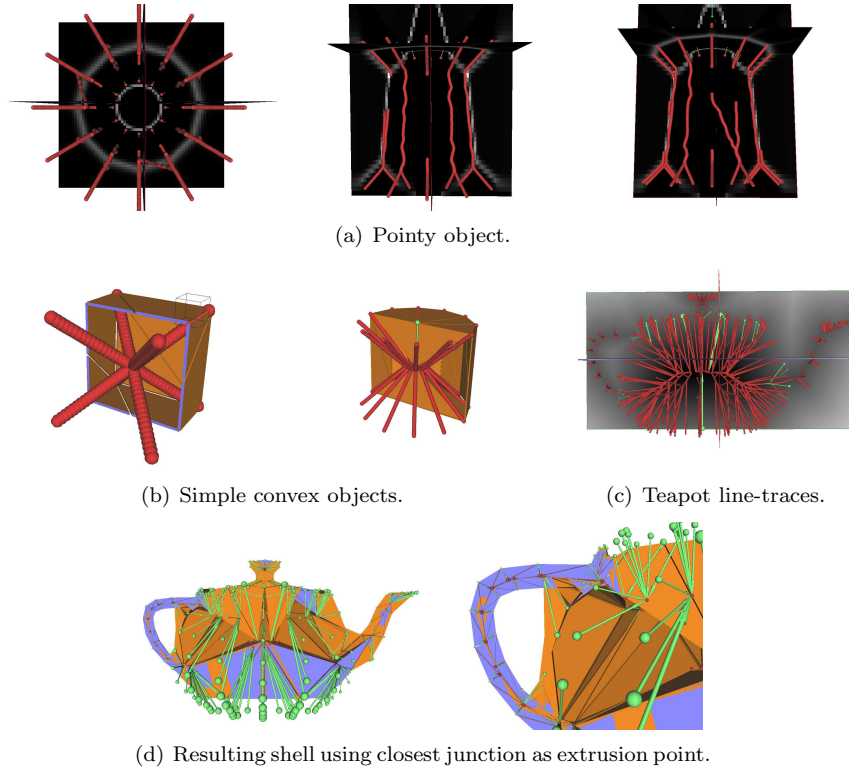 (a) Pointy object.
(b) Simple convex objects.
(c) Teapot line-traces.
(d) Resulting shell using closest junction as extrusion point.